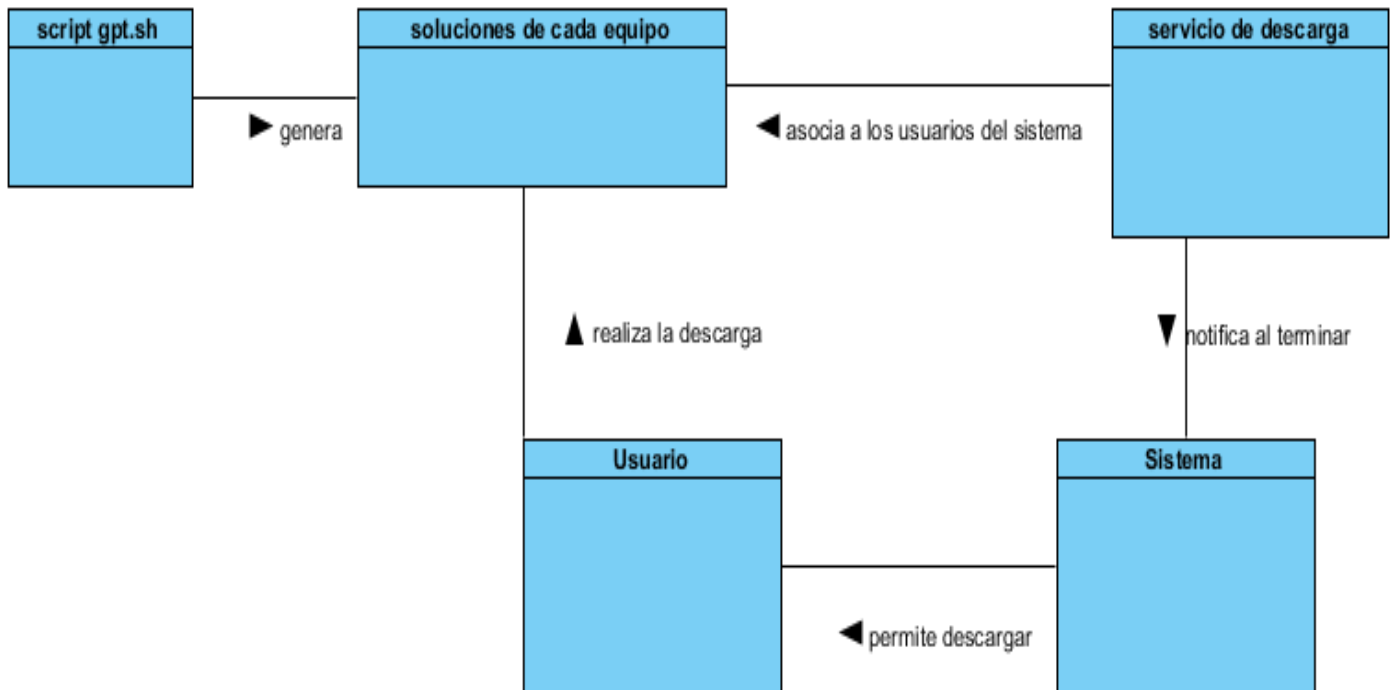 script gpt.sh
soluciones de cada equipo
servicio de descarga
genera
asocia a los usuarios del sistema
realiza la descarga
notifica al terminar
Usuario
Sistema
permite descargar